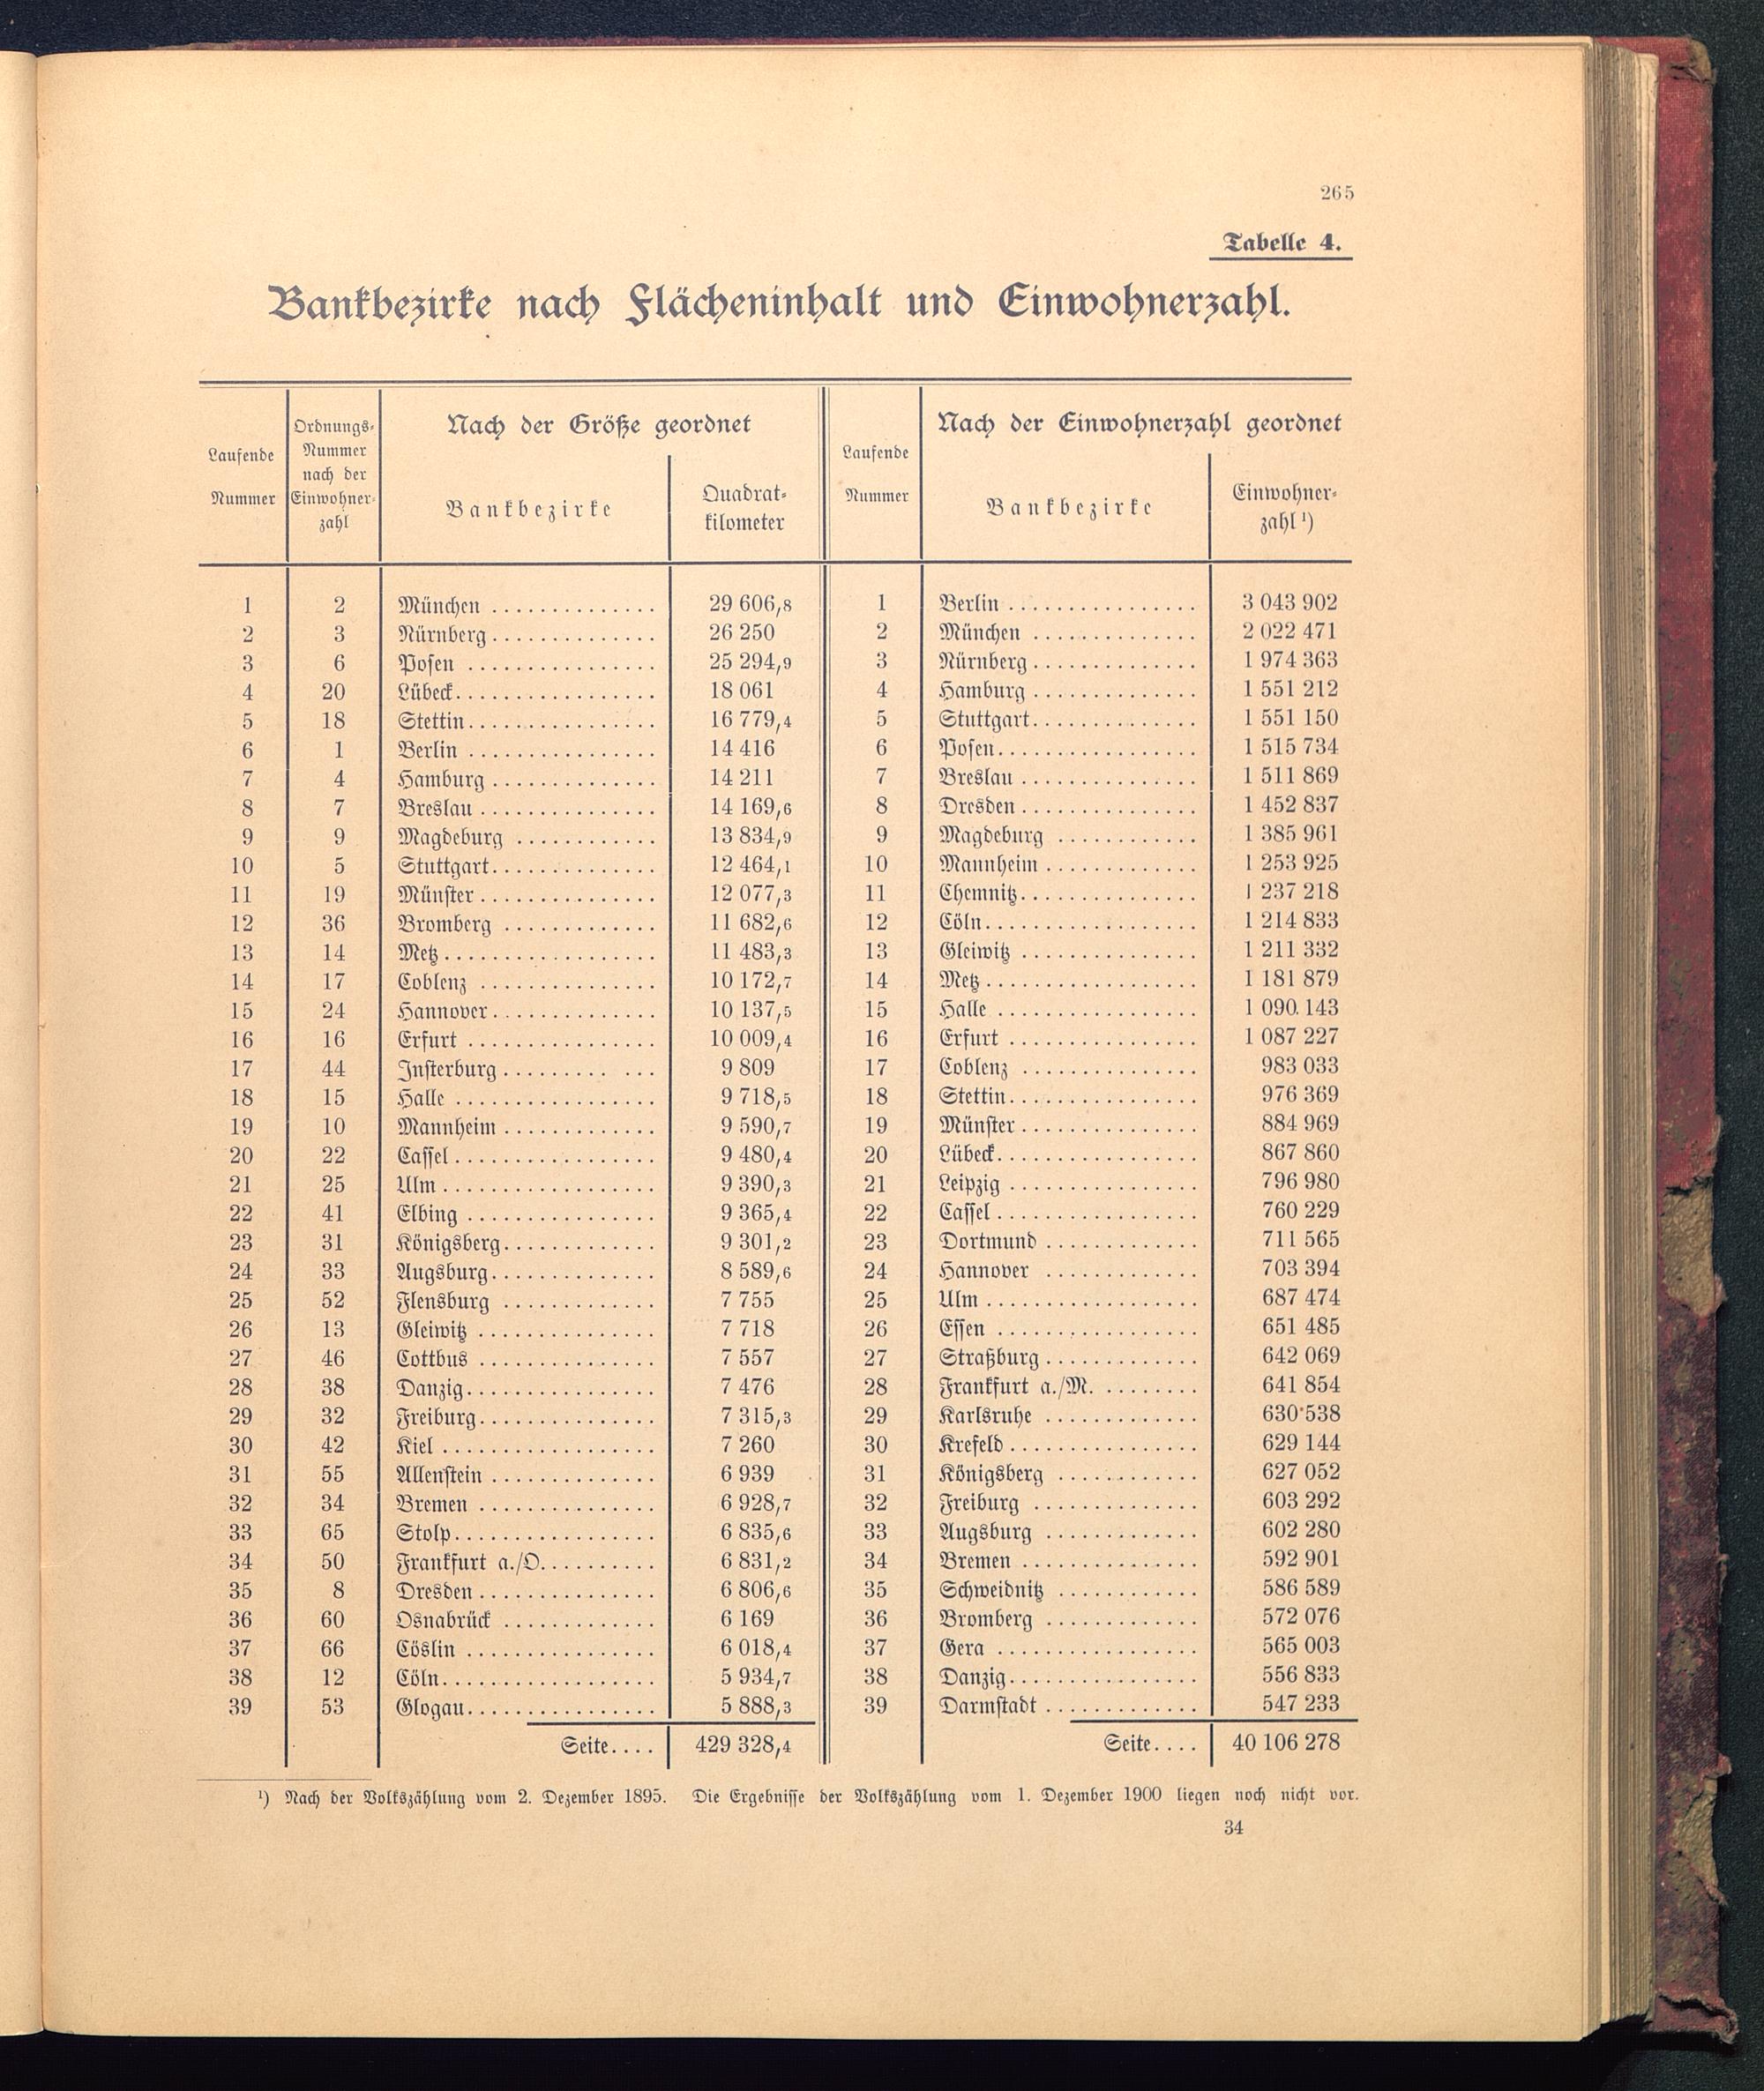 265
Tabelle 4.
Bankbezirke nach Flächeninhalt und Einwohnerzahl.
Laufende Nummer | Ordnungs-Nummer nach der Einwohner-zahl | Nach der Größe geordnet | Laufende Nummer | Nach der Einwohnerzahl geordnet
Bankbezirke | Quadrat-kilometer | Bankbezirke | Einwohner-zahl ¹)
1 2 München .............. 29 606,8 1 Berlin ................ 3 043 902
2 3 Nürnberg.............. 26 250 2 München .............. 2 022 471
3 6 Posen ................ 25 294,9 3 Nürnberg.............. 1 974 363
4 20 Lübeck................. 18 061 4 Hamburg .............. 1 551 212
5 18 Stettin................ 16 779,4 5 Stuttgart.............. 1 551 150
6 1 Berlin ................ 14 416 6 Posen................. 1 515 734
7 4 Hamburg .............. 14 211 7 Breslau ............... 1 511 869
8 7 Breslau ............... 14 169,6 8 Dresden............... 1 452 837
9 9 Magdeburg ............ 13 834,9 9 Magdeburg ............ 1 385 961
10 5 Stuttgart.............. 12 464,1 10 Mannheim ............. 1 253 925
11 19 Münster............... 12 077,3 11 Chemnitz.............. 1 237 218
12 36 Bromberg ............. 11 682,6 12 Cöln.................. 1 214 833
13 14 Metz.................. 11 483,3 13 Gleiwitz .............. 1 211 332
14 17 Coblenz ............... 10 172,7 14 Metz.................. 1 181 879
15 24 Hannover.............. 10 137,5 15 Halle ................. 1 090 143
16 16 Erfurt ................ 10 009,4 16 Erfurt ................ 1 087 227
17 44 Insterburg......... ... 9 809 17 Coblenz ............... 983 033
18 15 Halle ................. 9 718,5 18 Stettin................ 976 369
19 10 Mannheim ............. 9 590,7 19 Münster............... 884 969
20 22 Cassel................. 9 480,4 20 Lübeck................. 867 860
21 25 Ulm .................. 9 390,3 21 Leipzig ................ 796 980
22 41 Elbing ................ 9 365,4 22 Cassel................. 760 229
23 31 Königsberg............. 9 301,2 23 Dortmund ............. 711 565
24 33 Augsburg.............. 8 589,6 24 Hannover ............. 703 394
25 52 Flensburg ............. 7 755 25 Ulm .................. 687 474
26 13 Gleiwitz ............... 7 718 26 Essen ................. 651 485
27 46 Cottbus ............... 7 557 27 Straßburg............. 642 069
28 38 Danzig................ 7 476 28 Frankfurt a./M. ........ 641 854
29 32 Freiburg............... 7 315,3 29 Karlsruhe ............. 630 538
30 42 Kiel .................. 7 260 30 Krefeld................ 629 144
31 55 Allenstein .............. 6 939 31 Königsberg ............ 627 052
32 34 Bremen ............... 6 928,7 32 Freiburg .............. 603 292
33 65 Stolp................. 6 835,6 33 Augsburg ............. 602 280
34 50 Frankfurt a./O.......... 6 831,2 34 Bremen ............... 592 901
35 8 Dresden............... 6 806,6 35 Schweidnitz ............ 586 589
36 60 Osnabrück ............. 6 169 36 Bromberg ............. 572 076
37 66 Cöslin ................ 6 018,4 37 Gera ................. 565 003
38 12 Cöln.................. 5 934,7 38 Danzig................ 556 833
39 53 Glogau................ 5 888,3 39 Darmstadt ............. 547 233
Seite.... 429 328,4 Seite.... 40 106 278
¹) Nach der Volkszählung vom 2. Dezember 1895. Die Ergebnisse der Volkszählung vom 1. Dezember 1900 liegen noch nicht vor.
34